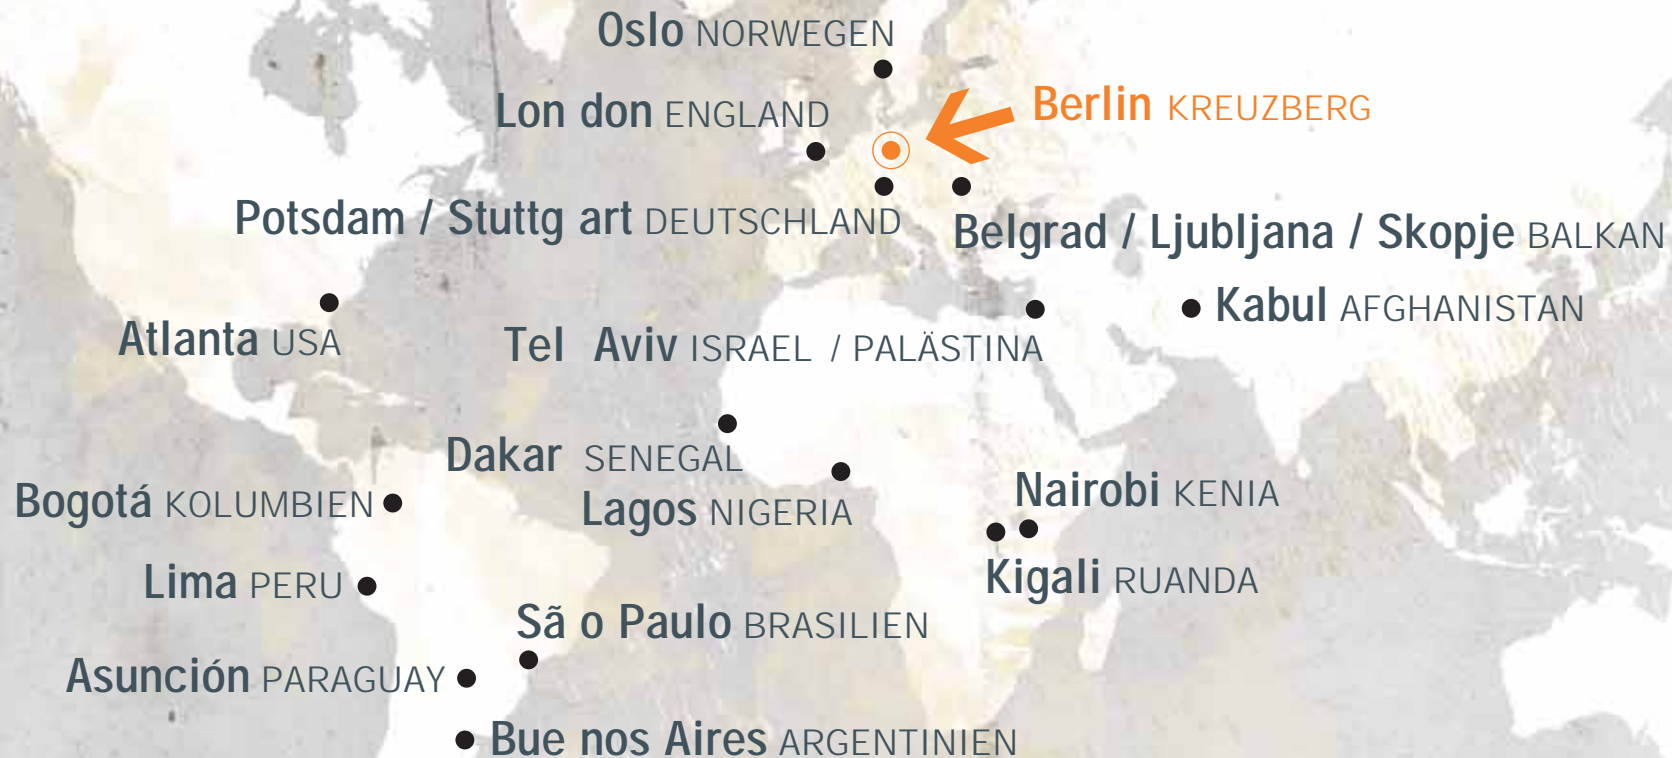 Oslo NORWEGEN
Berlin KREUZBERG
Lon don ENGLAND
Potsdam / Stuttg art DEUTSCHLAND
Belgrad / Ljubljana / Skopje BALKAN
Kabul AFGHANISTAN
Atlanta USA
Tel Aviv ISRAEL / PALÄSTINA
Dakar SENEGAL
Bogotá KOLUMBIEN
Lagos NIGERIA
Nairobi KENIA
Lima PERU
Kigali RUANDA
Sã o Paulo BRASILIEN
Asunción PARAGUAY
Bue nos Aires ARGENTINIEN